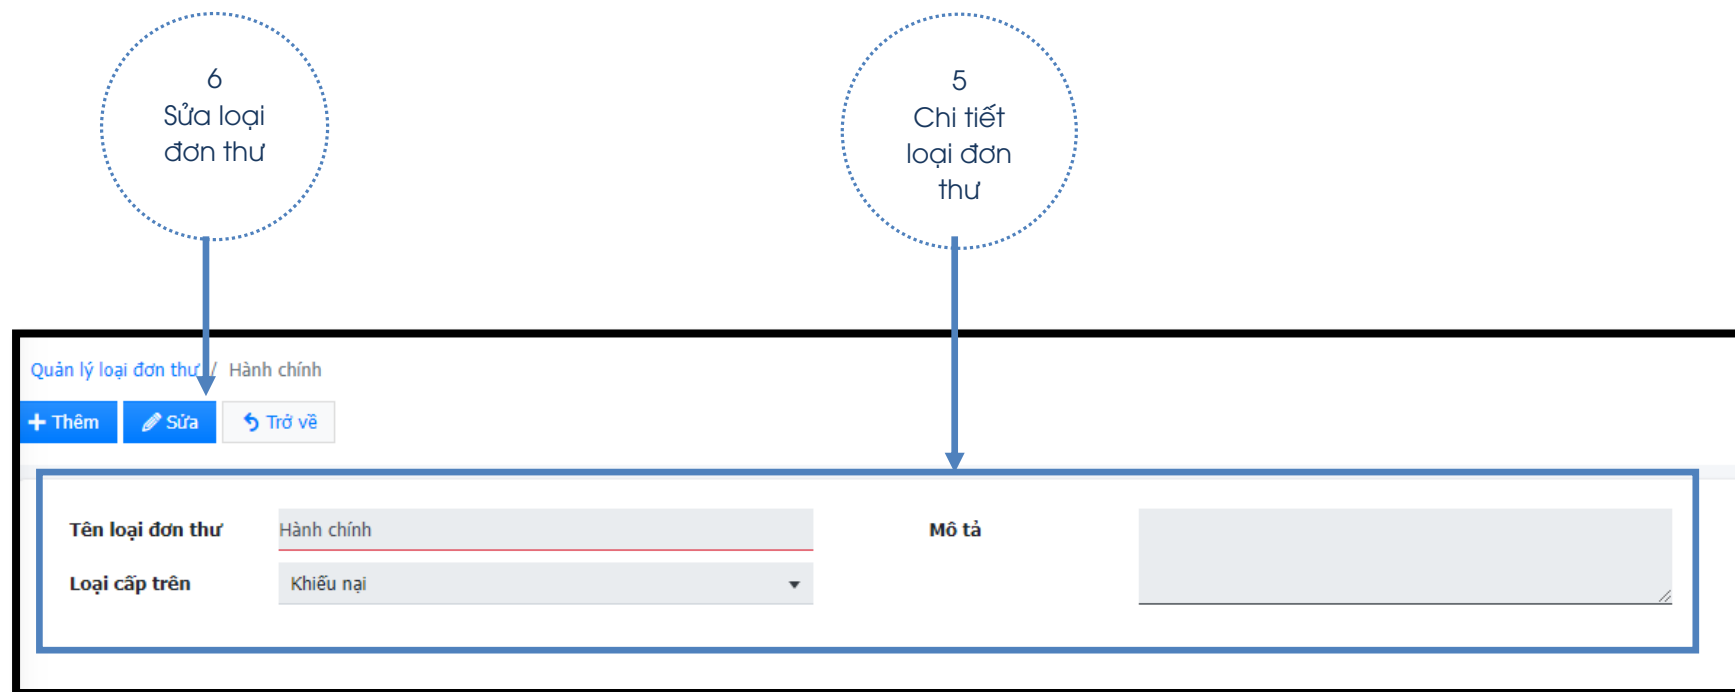 6
Sửa loại
đơn thư
5
Chi tiết
loại đơn
thư
Quản lý loại đơn thư / Hành chính
Thêm Sửa Trở về
Tên loại đơn thư Hành chính Mô tả
Loại cấp trên Khiếu nại